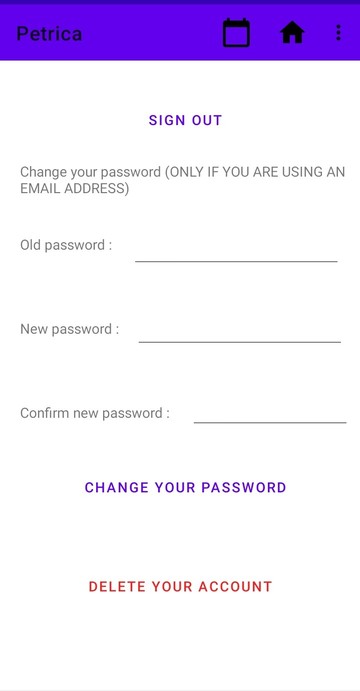 Petrica
SIGN OUT
Change your password (ONLY IF YOU ARE USING AN
EMAIL ADDRESS)
Old password :
New password :
Confirm new password :
CHANGE YOUR PASSWORD
DELETE YOUR ACCOUNT